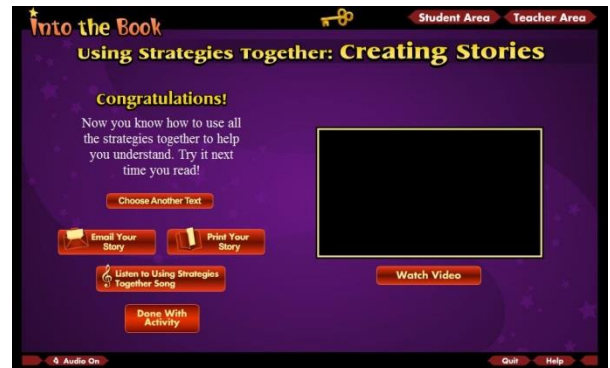 Into the Book
Student Area
Teacher Area
Using Strategies Together: Creating Stories
Congratulations!
Now you know how to use all
the strategies together to help
you understand. Try it next
time you read!
Choose Another Text
Email Your
Story
Print Your
Story
Listen to Using Strategies
Together Song
Done With
Activity
Watch Video
Audio On
Quit
Help